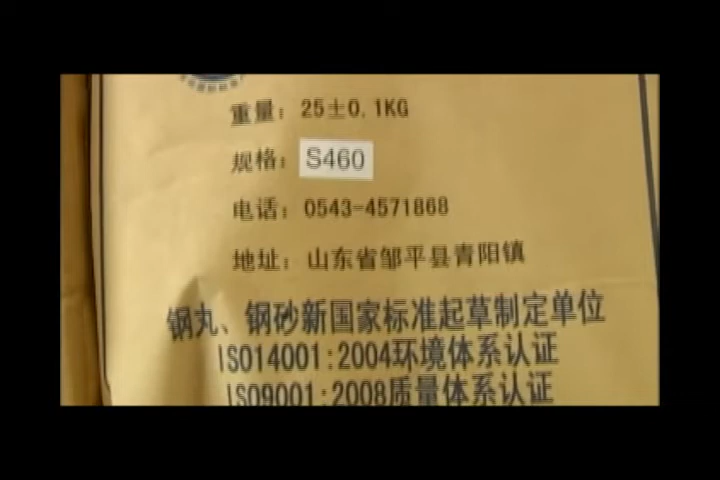 重量：25±0.1KG
规格：S460
电话：0543-4571868
地址：山东省邹平县青阳镇
钢丸、钢砂新国家标准起草制定单位
ISO14001:2004环境体系认证
ISO9001:2008质量体系认证